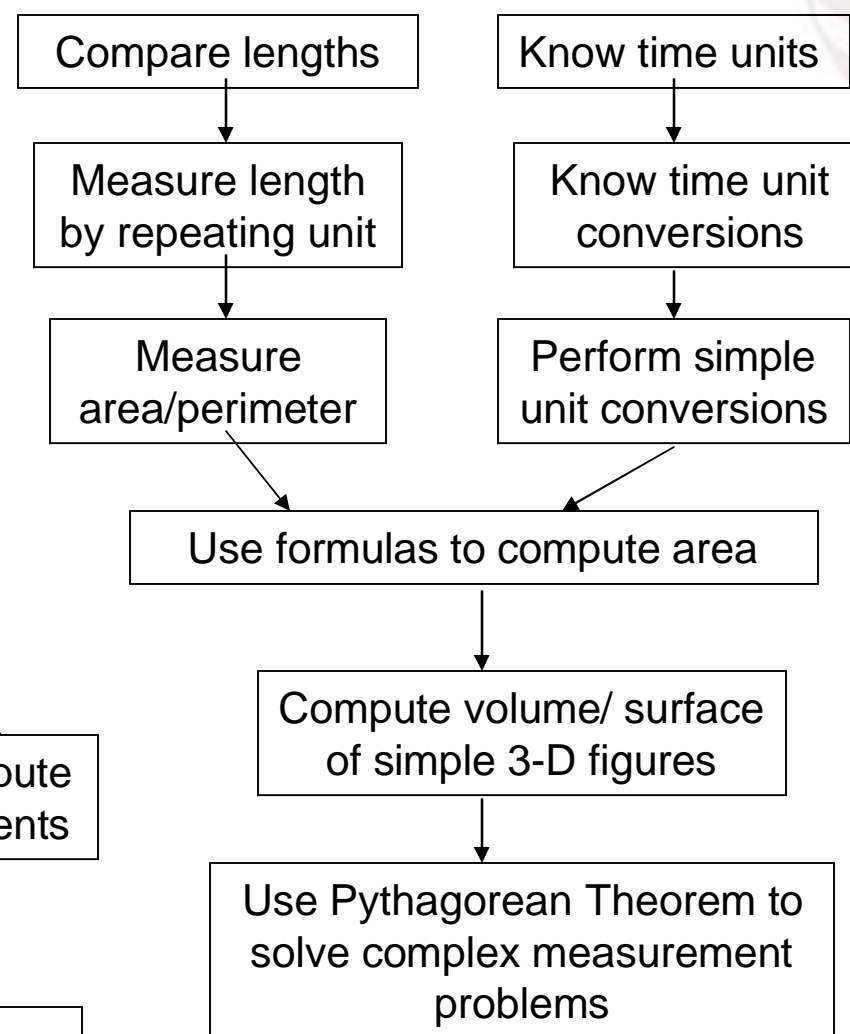 Compare lengths
Know time units
Measure length
by repeating unit
Know time unit
conversions
Measure
area/perimeter
Perform simple
unit conversions
Use formulas to compute area
Compute volume/ surface
of simple 3-D figures
Use Pythagorean Theorem to
solve complex measurement
problems